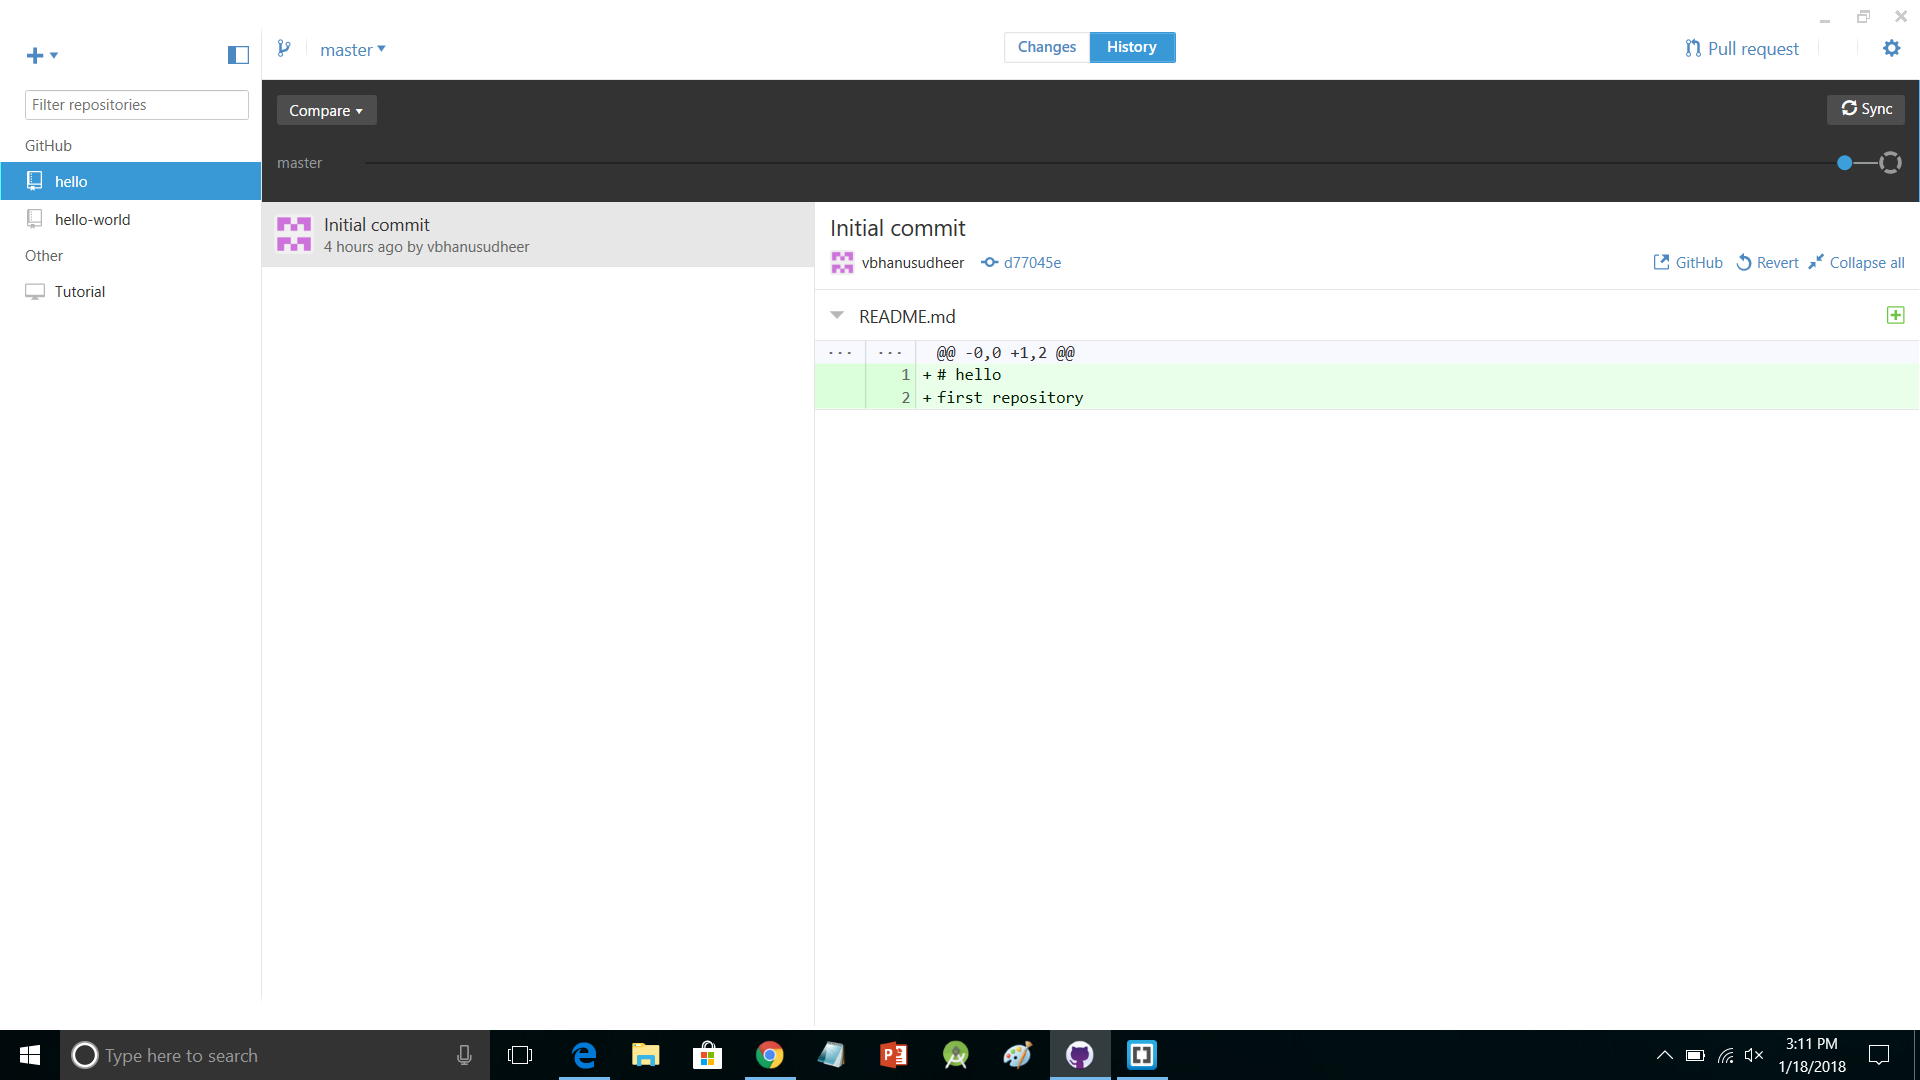 master
Changes
History
Pull request
Filter repositories
GitHub
hello
hello-world
Other
Tutorial
Compare
Sync
master
Initial commit
4 hours ago by vbhanusudheer
Initial commit
vbhanusudheer
d77045e
GitHub
Revert
Collapse all
README.md
... ... @@ -0,0 +1,2 @@
1 + # hello
2 + first repository
Type here to search
3:11 PM
1/18/2018